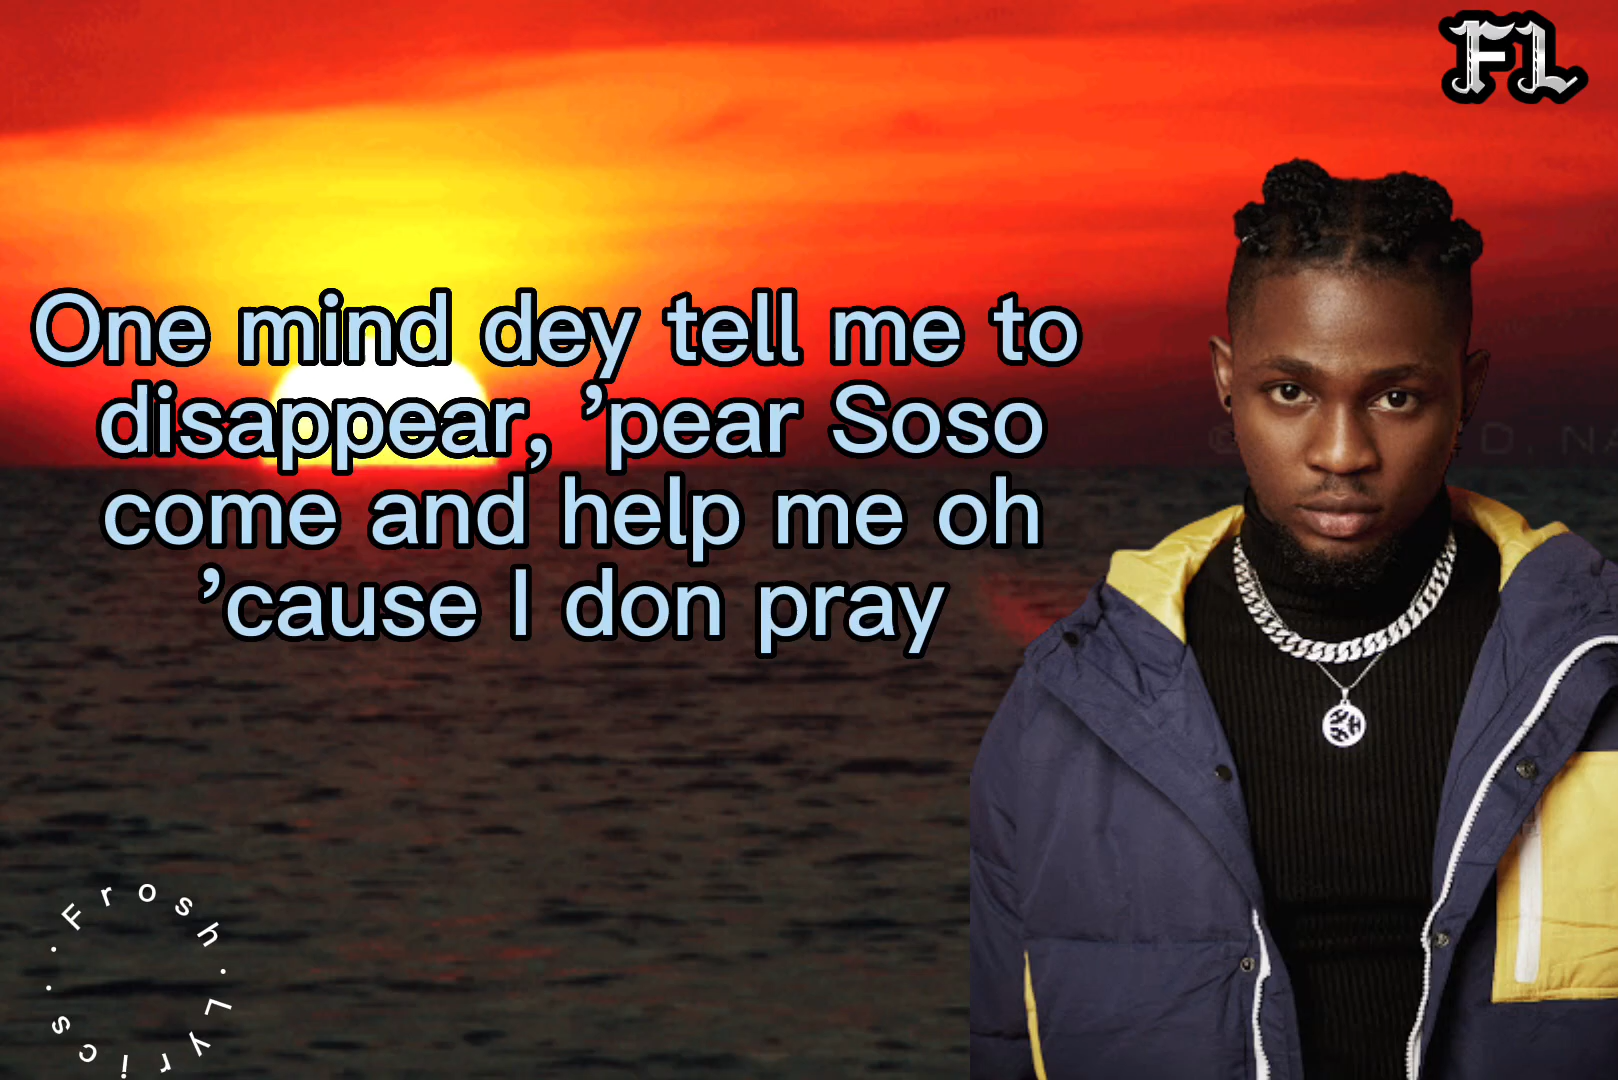 FL
One mind dey tell me to
disappear, ’pear Soso
come and help me oh
’cause I don pray
D, NA
.Frosh.Lyrics.